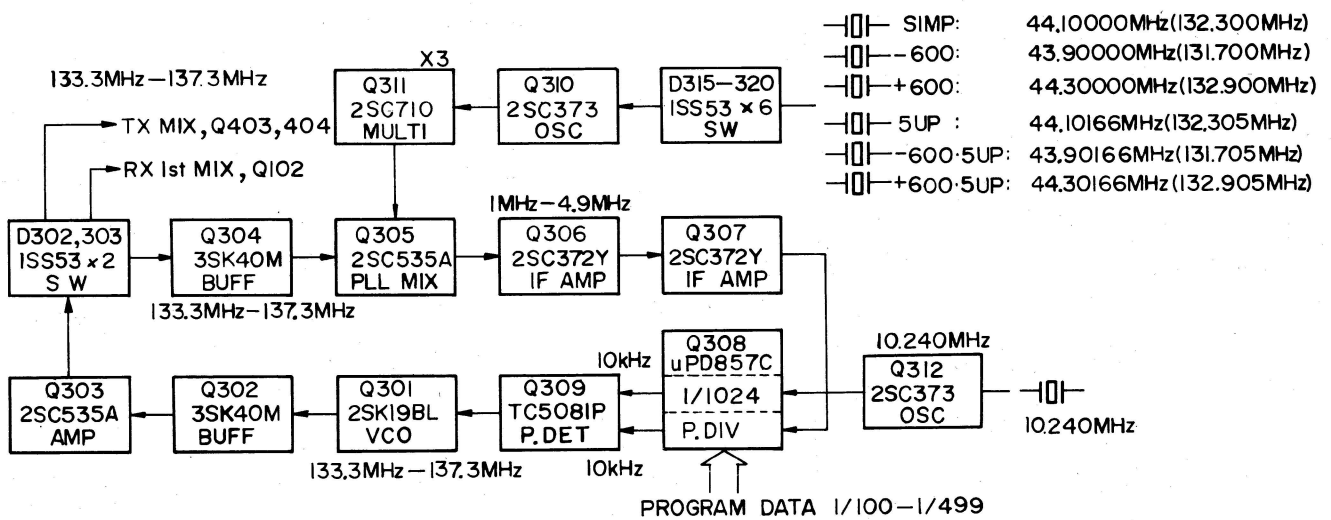 SIMP: 44.10000MHz(132.300MHz)
-600: 43.90000MHz(131.700MHz)
+600: 44.30000MHz(132.900MHz)
5UP : 44.10166MHz(132.305MHz)
-600·5UP: 43.90166MHz(131.705MHz)
+600·5UP: 44.30166MHz(132.905MHz)
133.3MHz-137.3MHz
X3
Q311
2SC710
MULTI
Q310
2SC373
OSC
D315-320
1SS53 × 6
SW
TX MIX, Q403, 404
RX 1st MIX, Q102
D302, 303
1SS53 × 2
SW
Q304
3SK40M
BUFF
133.3MHz-137.3MHz
Q305
2SC535A
PLL MIX
1MHz-4.9MHz
Q306
2SC372Y
IF AMP
Q307
2SC372Y
IF AMP
Q303
2SC535A
AMP
Q302
3SK40M
BUFF
Q301
2SK19BL
VCO
133.3MHz-137.3MHz
Q309
TC5081P
P.DET
10kHz
10kHz
Q308
uPD857C
1/1024
P.DIV
10.240MHz
Q312
2SC373
OSC
10.240MHz
PROGRAM DATA 1/100-1/499